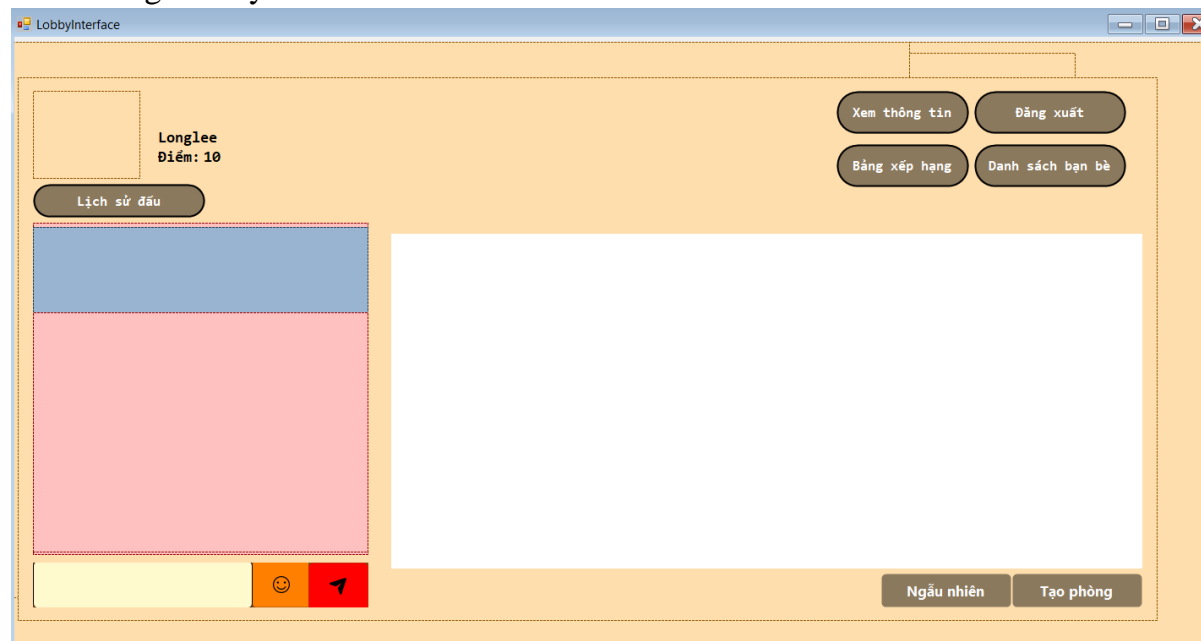 LobbyInterface
Xem thông tin
Đăng xuất
Longlee
Điểm: 10
Bảng xếp hạng
Danh sách bạn bè
Lịch sử đấu
Ngẫu nhiên
Tạo phòng